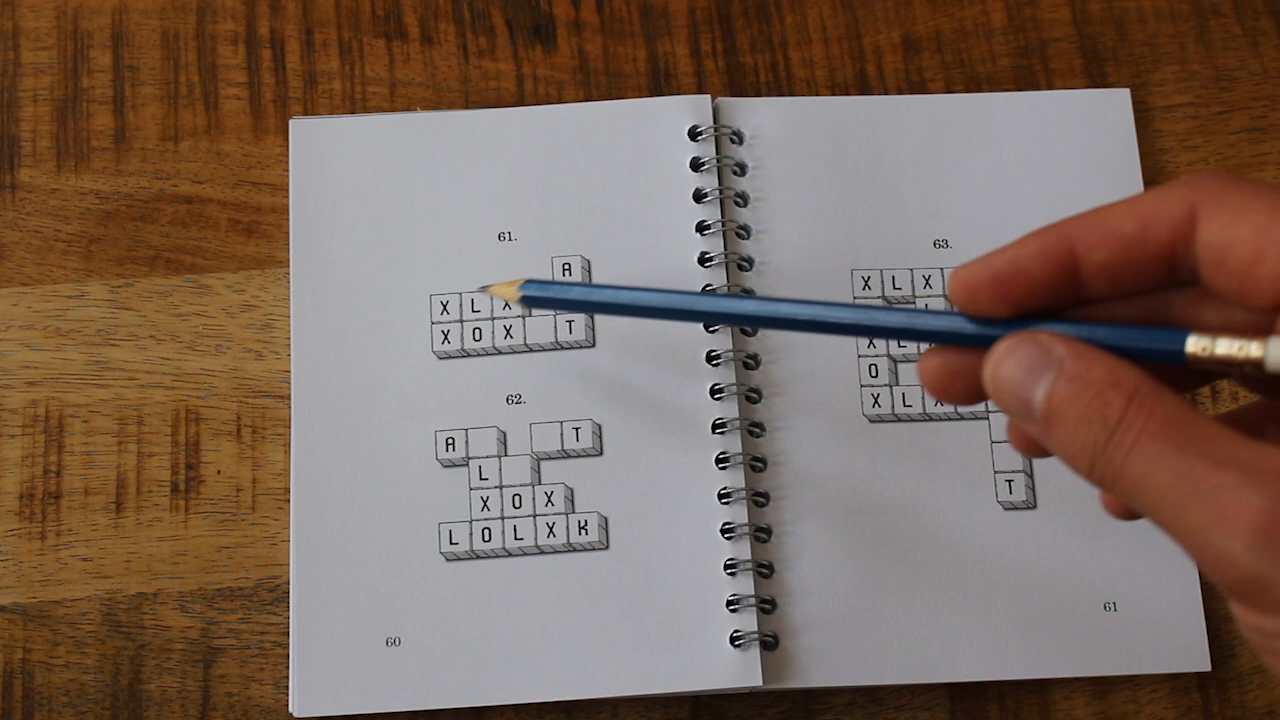 61.
A
X L X
X O X T
62.
A T
L
X O X
L O L X K
60
63.
X L X
O
X L
T
61